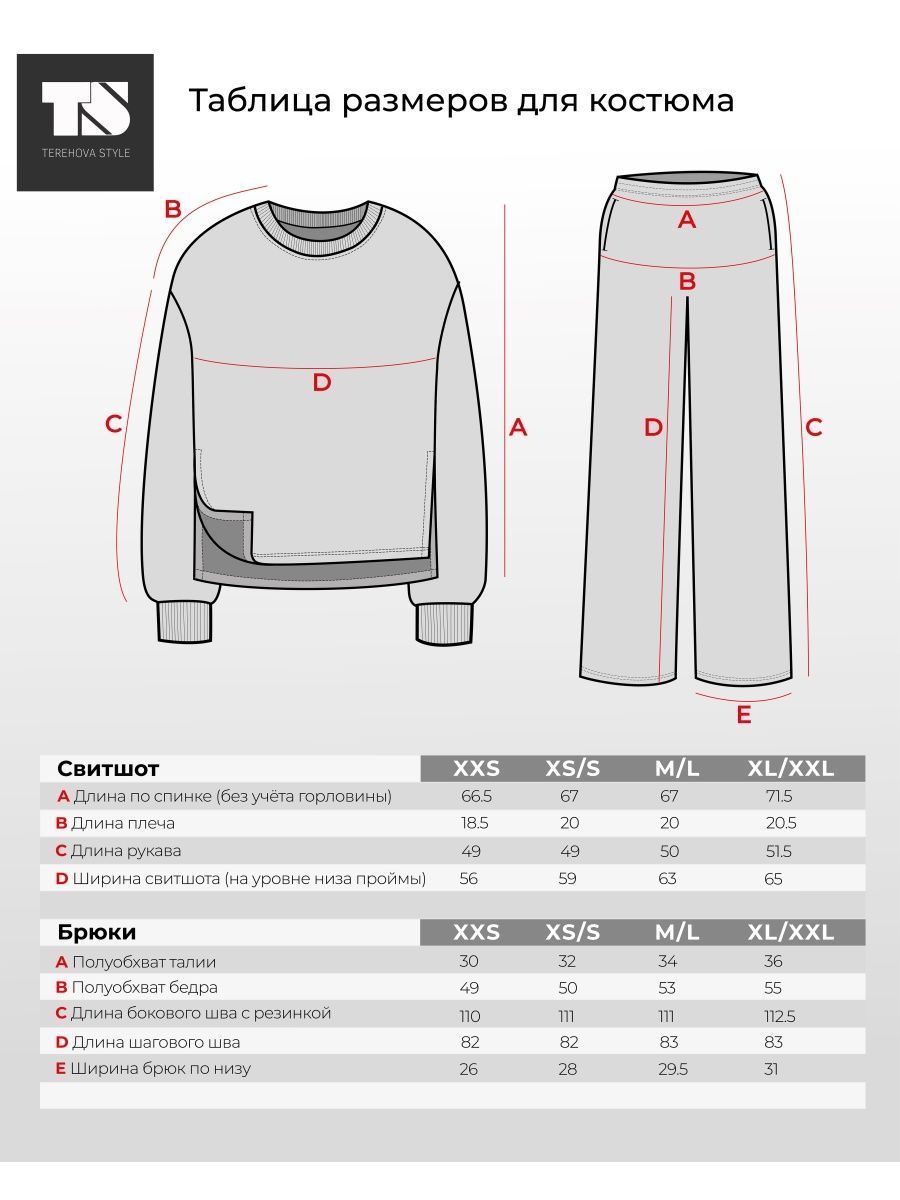 TS
TEREHOVA STYLE
Таблица размеров для костюма
B
A
B
D
C
A
D
C
E
Свитшот XXS XS/S M/L XL/XXL
A Длина по спинке (без учёта горловины) 66.5 67 67 71.5
B Длина плеча 18.5 20 20 20.5
C Длина рукава 49 49 50 51.5
D Ширина свитшота (на уровне низа проймы) 56 59 63 65
Брюки XXS XS/S M/L XL/XXL
A Полуобхват талии 30 32 34 36
B Полуобхват бедра 49 50 53 55
C Длина бокового шва с резинкой 110 111 111 112.5
D Длина шагового шва 82 82 83 83
E Ширина брюк по низу 26 28 29.5 31